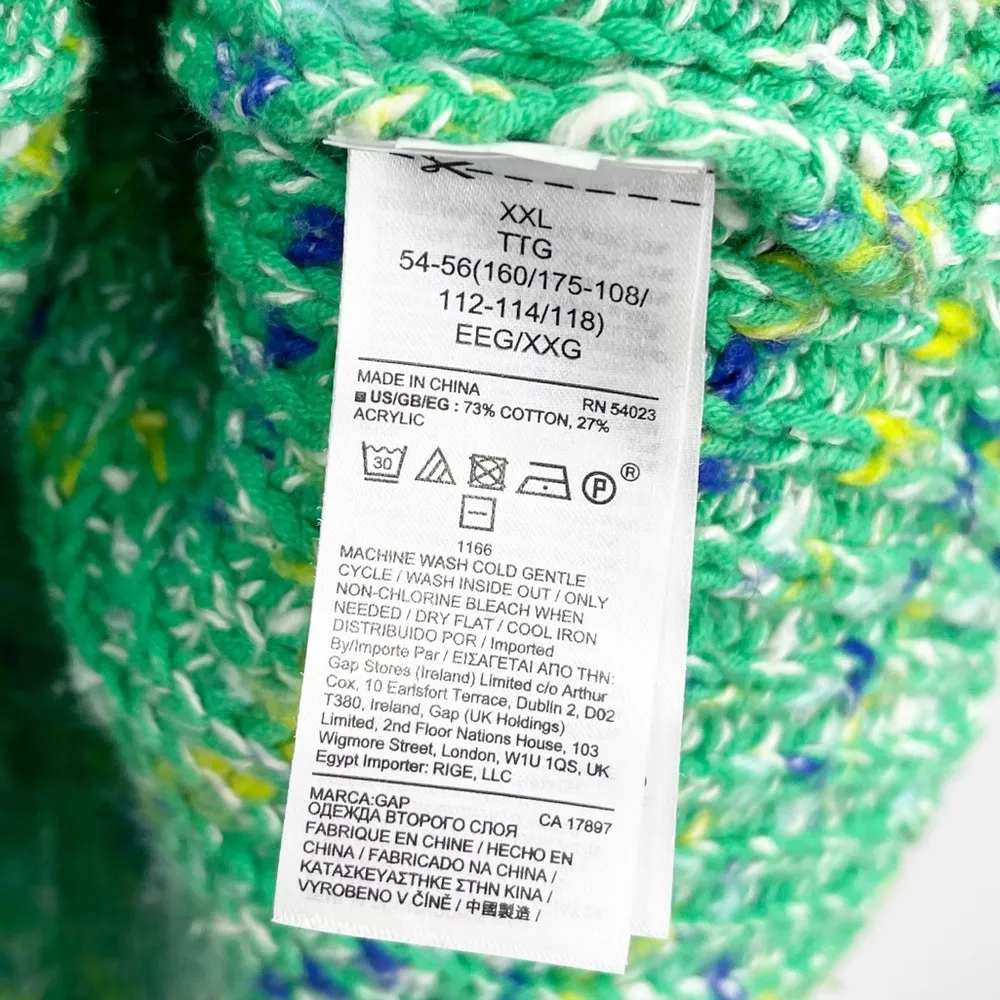 XXL
TTG
54-56(160/175-108/
112-114/118)
EEG/XXG
MADE IN CHINA
RN 54023
US/GB/EG : 73% COTTON, 27%
ACRYLIC
30
P
®
1166
MACHINE WASH COLD GENTLE
CYCLE / WASH INSIDE OUT / ONLY
NON-CHLORINE BLEACH WHEN
NEEDED / DRY FLAT / COOL IRON
DISTRIBUIDO POR / Imported
By/Importe Par / ΕΙΣΑΓΕΤΑΙ ΑΠΟ ΤΗΝ:
Gap Stores (Ireland) Limited c/o Arthur
Cox, 10 Earlsfort Terrace, Dublin 2, D02
T380, Ireland, Gap (UK Holdings)
Limited, 2nd Floor Nations House, 103
Wigmore Street, London, W1U 1QS, UK
Egypt Importer: RIGE, LLC
MARCA:GAP
CA 17897
ОДЕЖДА ВТОРОГО СЛОЯ
FABRIQUE EN CHINE / HECHO EN
CHINA / FABRICADO NA CHINA /
ΚΑΤΑΣΚΕΥΑΣΤΗΚΕ ΣΤΗΝ ΚΙΝΑ /
VYROBENO V ČÍNĚ / 中國製造 /